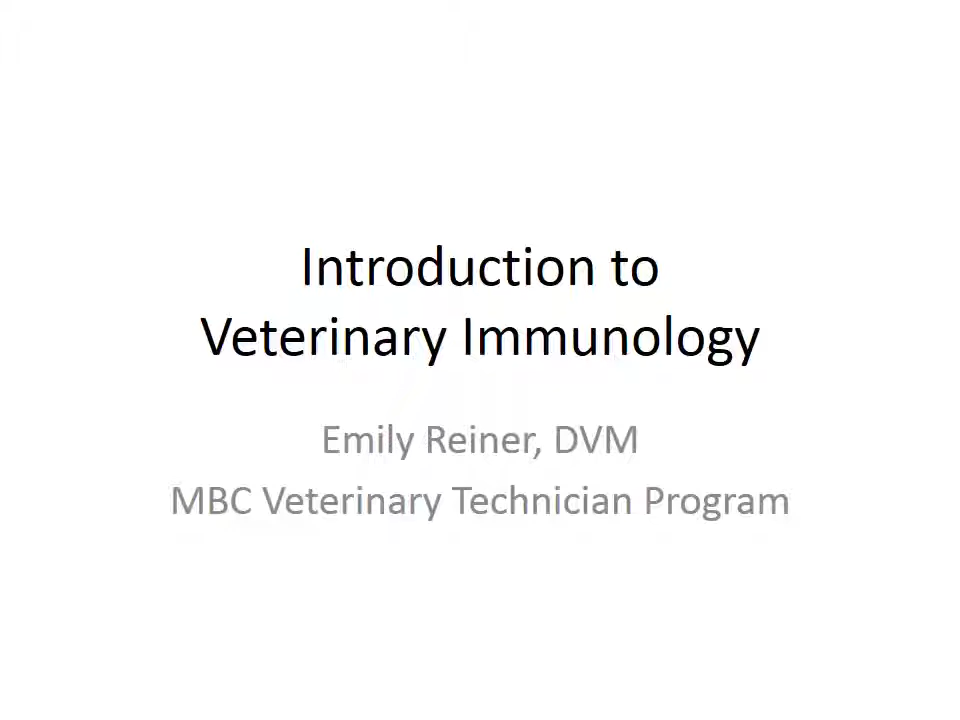 Introduction to
Veterinary Immunology
Emily Reiner, DVM
MBC Veterinary Technician Program